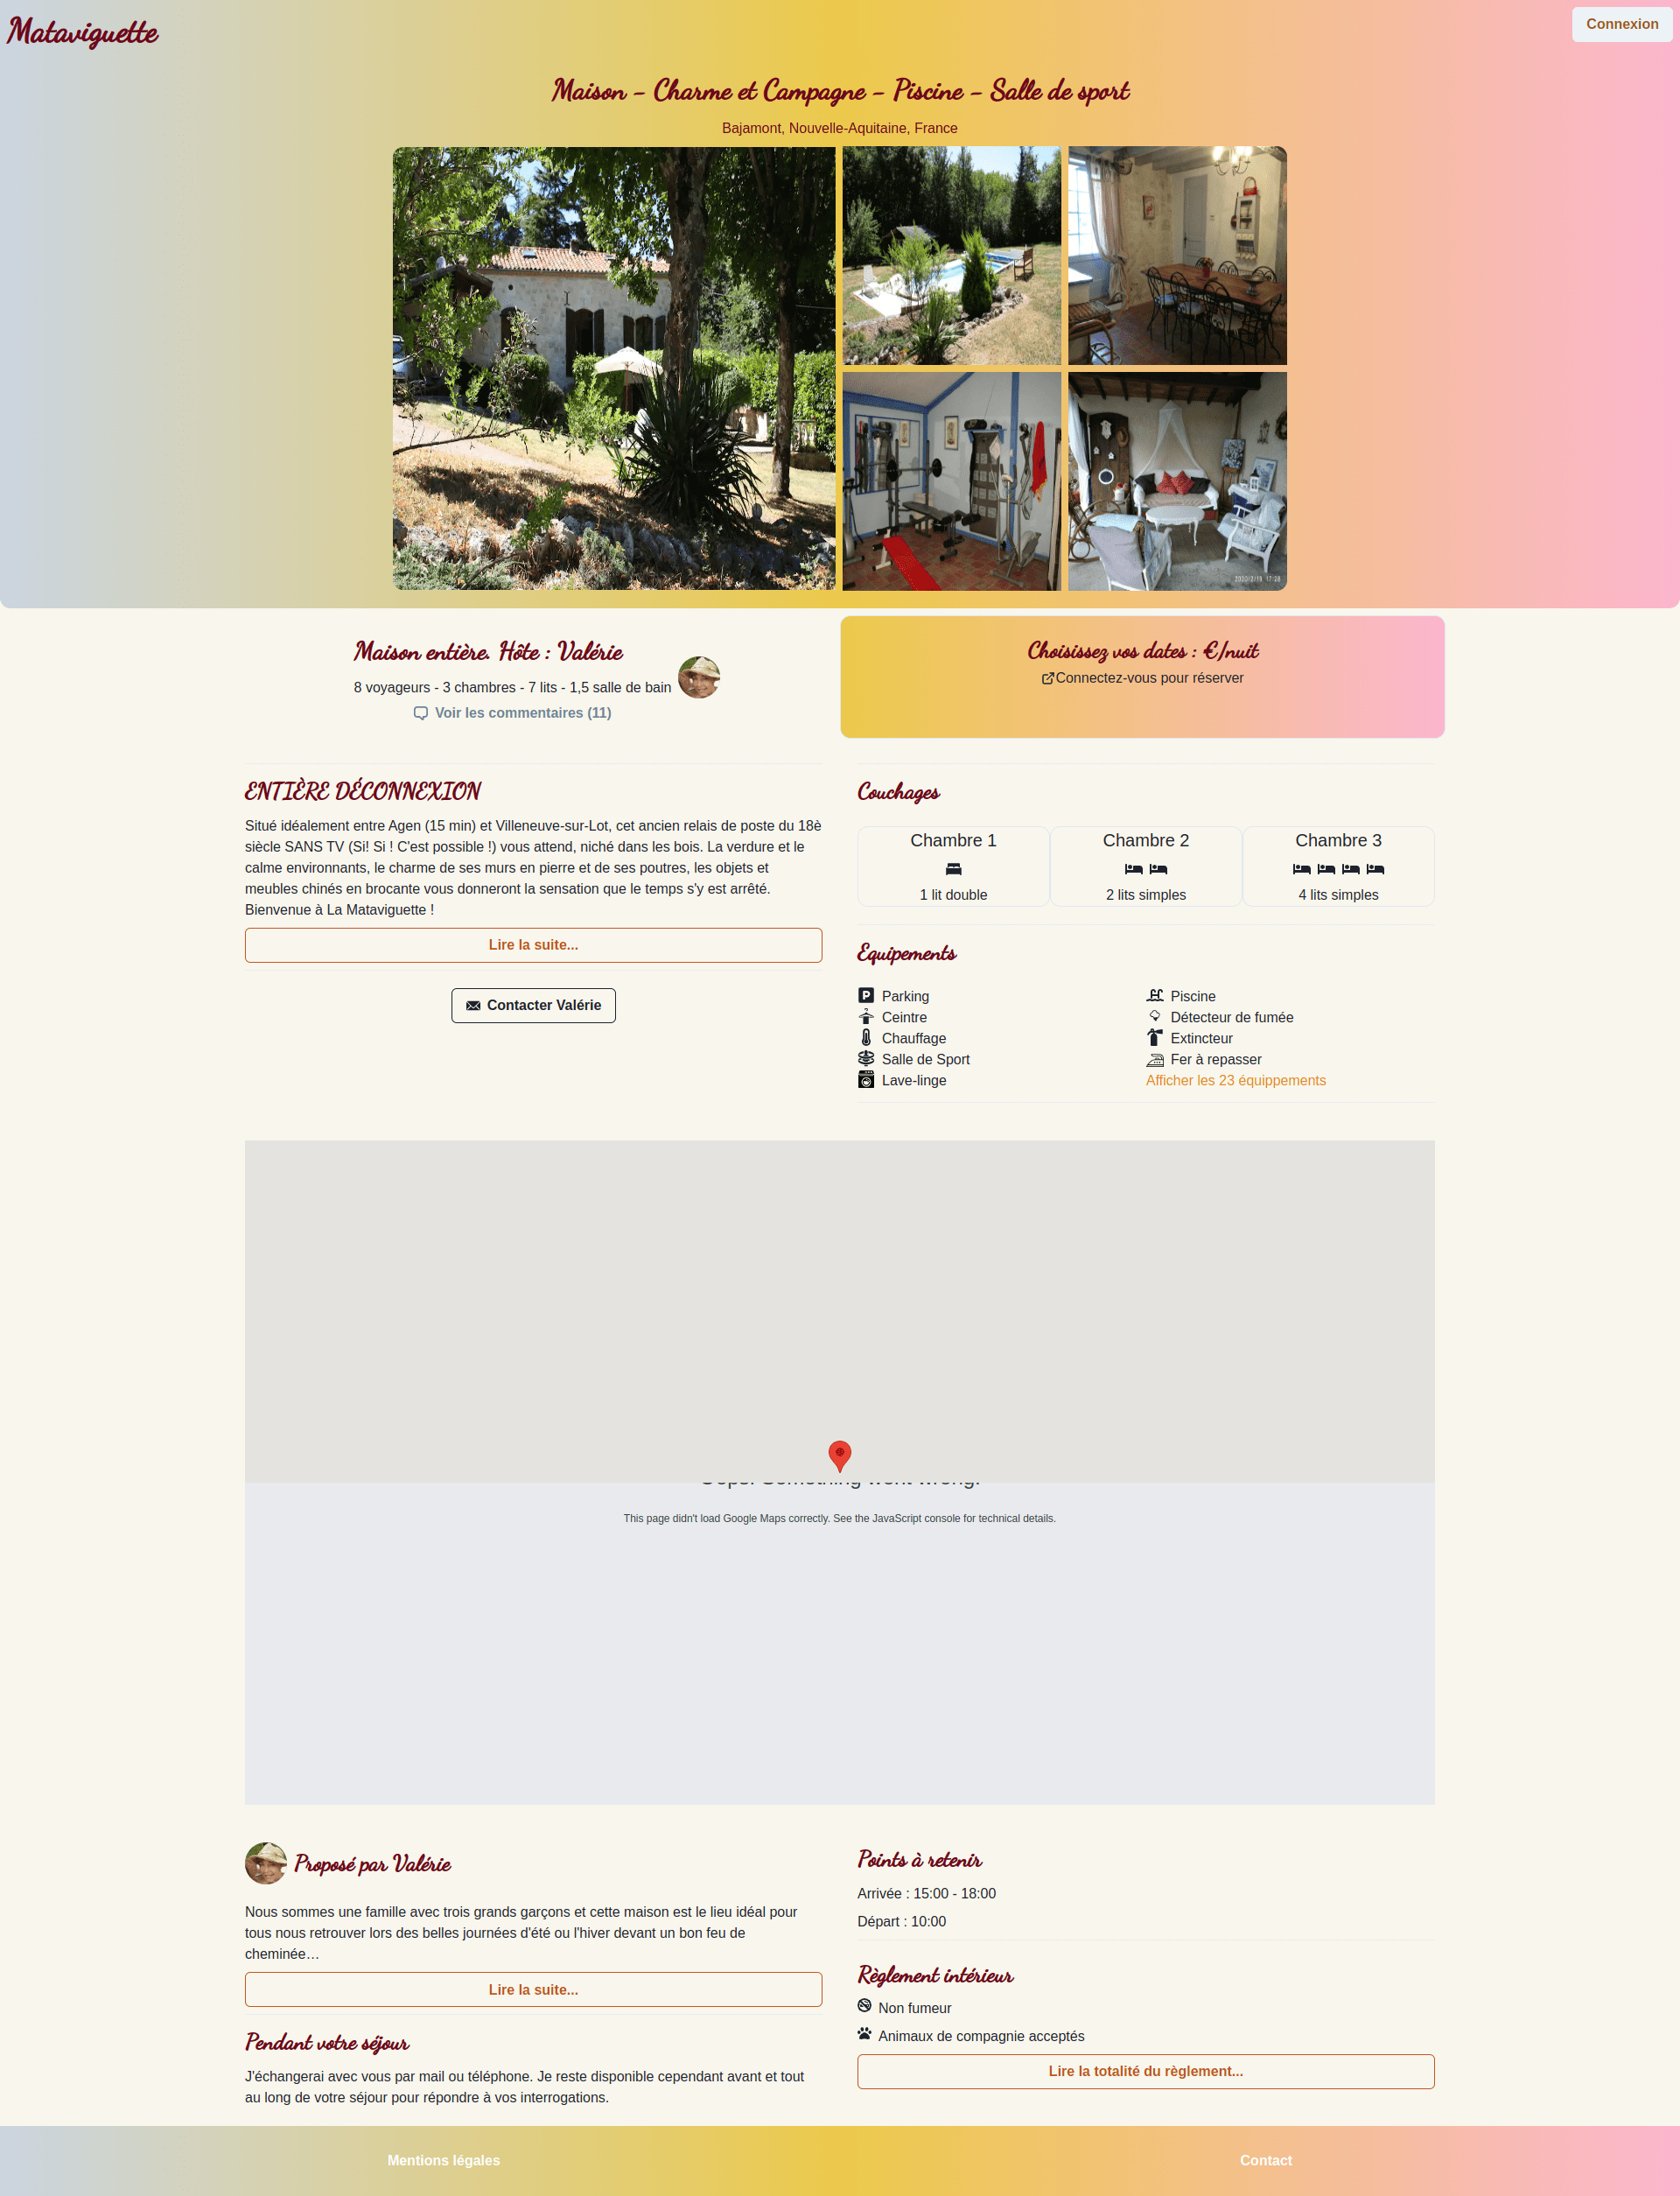 Mataviguette
Connexion
Maison - Charme et Campagne - Piscine - Salle de sport
Bajamont, Nouvelle-Aquitaine, France
2020/2/19 17:28
Maison entière. Hôte : Valérie
8 voyageurs - 3 chambres - 7 lits - 1,5 salle de bain
Voir les commentaires (11)
Choisissez vos dates : €/nuit
Connectez-vous pour réserver
ENTIÈRE DÉCONNEXION
Situé idéalement entre Agen (15 min) et Villeneuve-sur-Lot, cet ancien relais de poste du 18è
siècle SANS TV (Si! Si ! C'est possible !) vous attend, niché dans les bois. La verdure et le
calme environnants, le charme de ses murs en pierre et de ses poutres, les objets et
meubles chinés en brocante vous donneront la sensation que le temps s'y est arrêté.
Bienvenue à La Mataviguette !
Lire la suite...
Contacter Valérie
Couchages
Chambre 1
1 lit double
Chambre 2
2 lits simples
Chambre 3
4 lits simples
Equipements
Parking
Ceintre
Chauffage
Salle de Sport
Lave-linge
Piscine
Détecteur de fumée
Extincteur
Fer à repasser
Afficher les 23 équippements
Oops! Something went wrong.
This page didn't load Google Maps correctly. See the JavaScript console for technical details.
Proposé par Valérie
Nous sommes une famille avec trois grands garçons et cette maison est le lieu idéal pour
tous nous retrouver lors des belles journées d'été ou l'hiver devant un bon feu de
cheminée…
Lire la suite...
Pendant votre séjour
J'échangerai avec vous par mail ou téléphone. Je reste disponible cependant avant et tout
au long de votre séjour pour répondre à vos interrogations.
Points à retenir
Arrivée : 15:00 - 18:00
Départ : 10:00
Règlement intérieur
Non fumeur
Animaux de compagnie acceptés
Lire la totalité du règlement...
Mentions légales
Contact